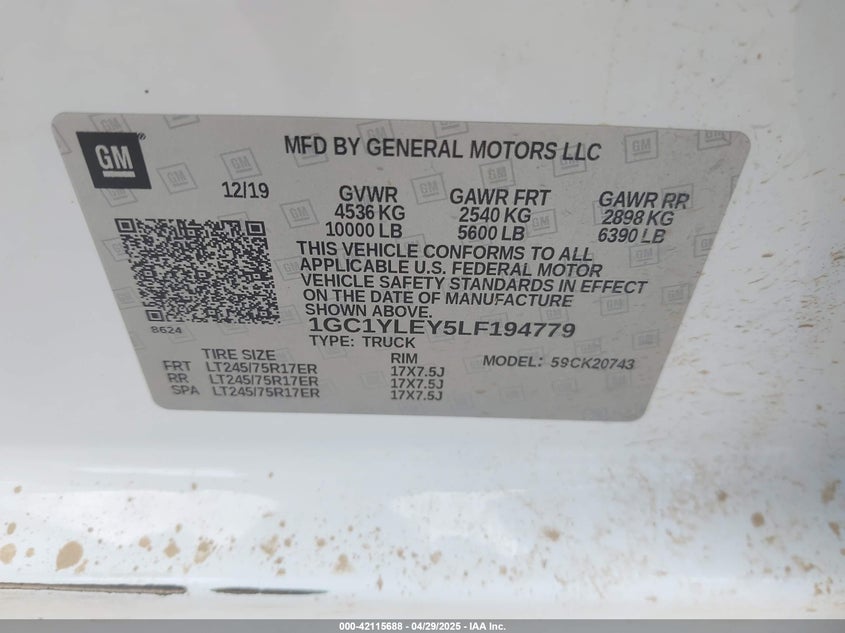 GM
MFD BY GENERAL MOTORS LLC
12/19
GVWR
4536 KG
10000 LB
GAWR FRT
2540 KG
5600 LB
GAWR RR
2898 KG
6390 LB
THIS VEHICLE CONFORMS TO ALL
APPLICABLE U.S. FEDERAL MOTOR
VEHICLE SAFETY STANDARDS IN EFFECT
ON THE DATE OF MANUFACTURE
SHOWN ABOVE.
8624
1GC1YLEY5LF194779
TYPE: TRUCK
MODEL: 59CK20743
TIRE SIZE RIM
FRT LT245/75R17ER 17X7.5J
RR LT245/75R17ER 17X7.5J
SPA LT245/75R17ER 17X7.5J
000-42115688 | 04/29/2025 - IAA Inc.